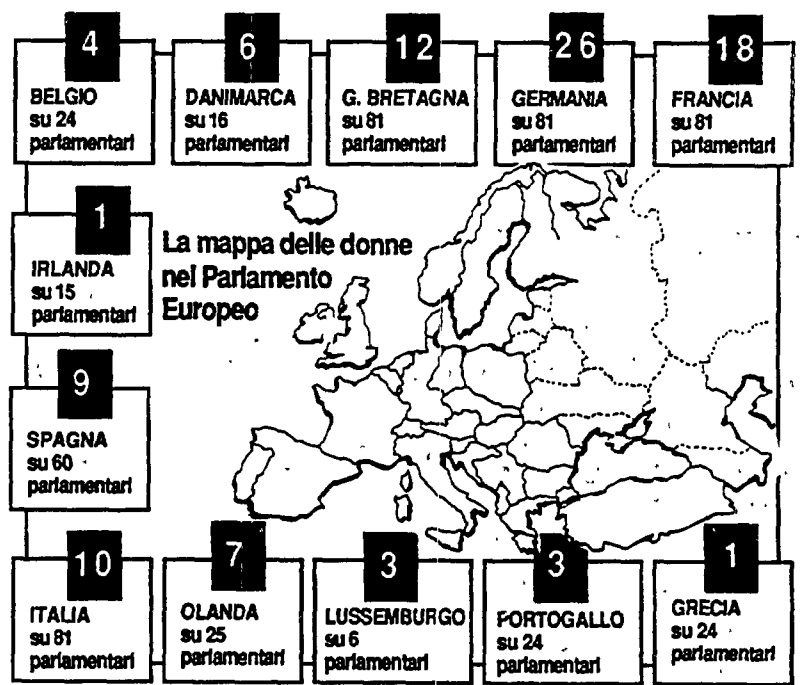 4
BELGIO
su 24
parlamentari
6
DANIMARCA
su 16
parlamentari
12
G. BRETAGNA
su 81
parlamentari
26
GERMANIA
su 81
parlamentari
18
FRANCIA
su 81
parlamentari
1
IRLANDA
su 15
parlamentari
La mappa delle donne
nel Parlamento
Europeo
9
SPAGNA
su 60
parlamentari
10
ITALIA
su 81
parlamentari
7
OLANDA
su 25
parlamentari
3
LUSSEMBURGO
su 6
parlamentari
3
PORTOGALLO
su 24
parlamentari
1
GRECIA
su 24
parlamentari